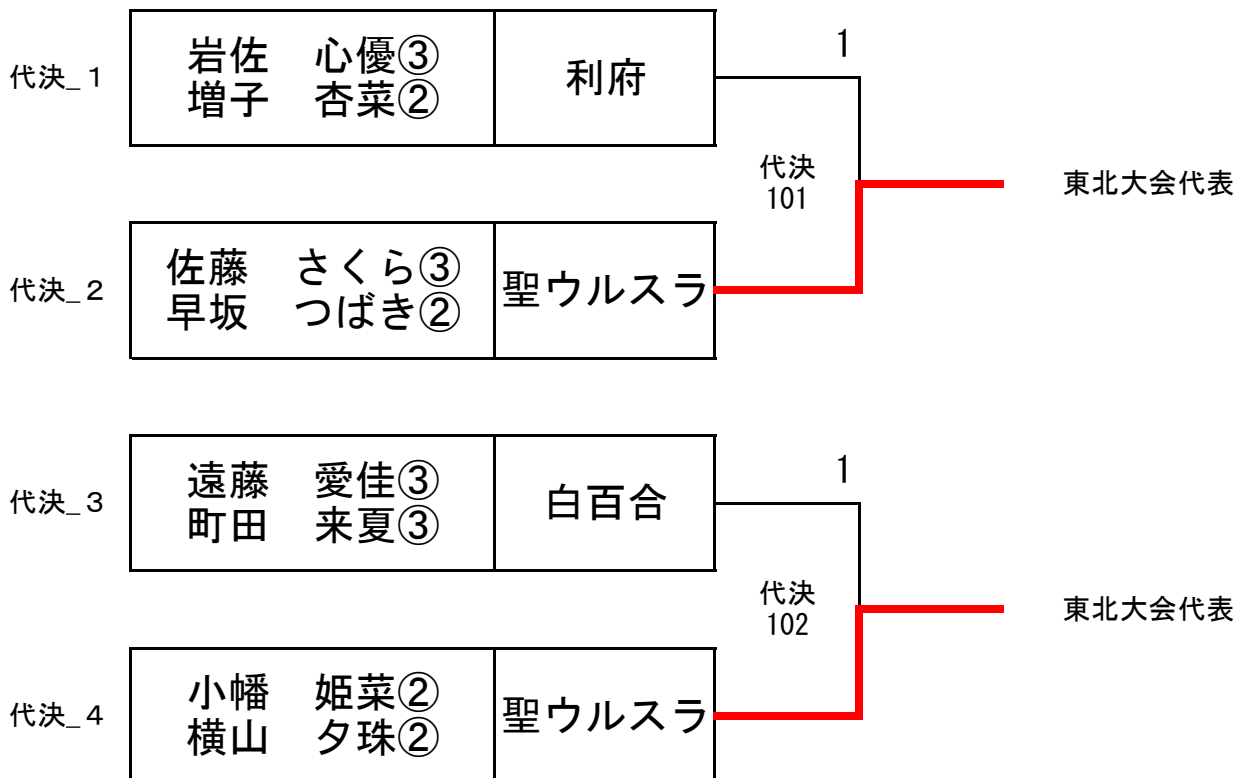 代決_１
岩佐　心優③
増子　杏菜②
利府
1
代決
101
東北大会代表
代決_２
佐藤　さくら③
早坂　つばき②
聖ウルスラ
代決_３
遠藤　愛佳③
町田　来夏③
白百合
1
代決
102
東北大会代表
代決_４
小幡　姫菜②
横山　夕珠②
聖ウルスラ